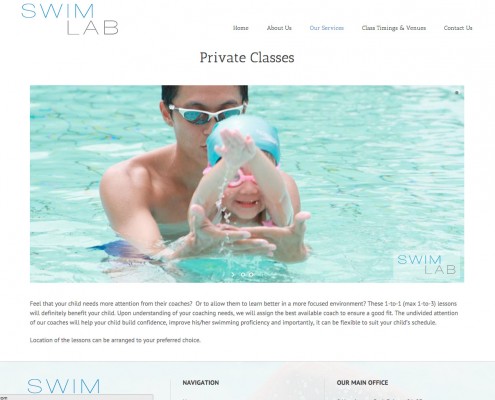 SWIM
LAB
Home About Us Our Services Class Timings & Venues Contact Us
Private Classes
SWIM
LAB
Feel that your child needs more attention from their coaches? Or to allow them to learn better in a more focused environment? These 1-to-1 (max 1-to-3) lessons
will definitely benefit your child. Upon understanding of your coaching needs, we will assign the best available coach to ensure a good fit. The undivided attention
of our coaches will help your child build confidence, improve his/her swimming proficiency and importantly, it can be flexible to suit your child's schedule.
Location of the lessons can be arranged to your preferred choice.
SWIM
NAVIGATION
OUR MAIN OFFICE